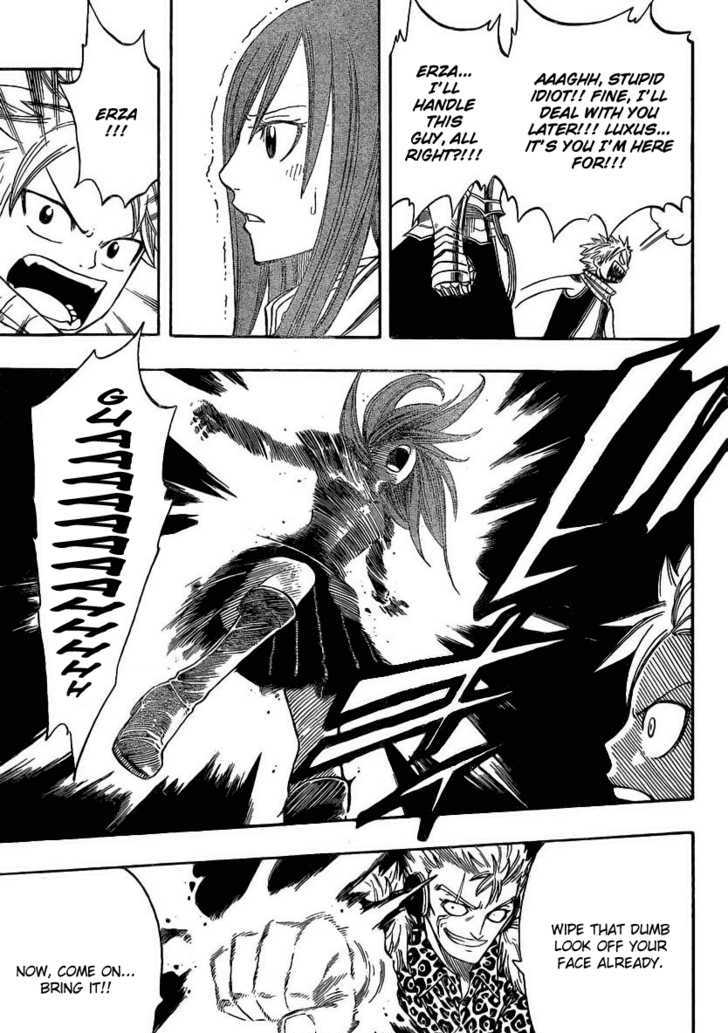 AAAGHH, STUPID
IDIOT!! FINE, I'LL
DEAL WITH YOU
LATER!!! LUXUS...
IT'S YOU I'M HERE
FOR!!!
ERZA...
I'LL
HANDLE
THIS
GUY, ALL
RIGHT?!!!
ERZA
!!!
GUAAAAAAAAHHHHH
WIPE THAT DUMB
LOOK OFF YOUR
FACE ALREADY.
NOW, COME ON...
BRING IT!!